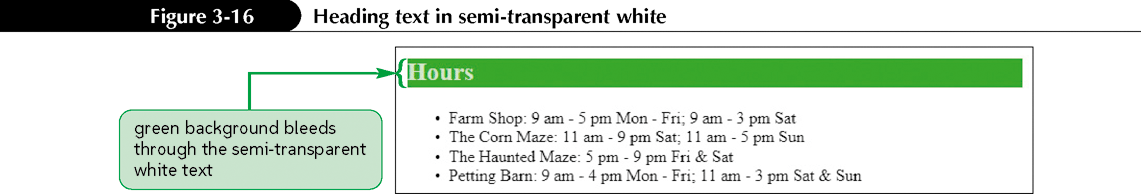 Figure 3-16 Heading text in semi-transparent white
Hours
green background bleeds
through the semi-transparent
white text
• Farm Shop: 9 am - 5 pm Mon - Fri; 9 am - 3 pm Sat
• The Corn Maze: 11 am - 9 pm Sat; 11 am - 5 pm Sun
• The Haunted Maze: 5 pm - 9 pm Fri & Sat
• Petting Barn: 9 am - 4 pm Mon - Fri; 11 am - 3 pm Sat & Sun